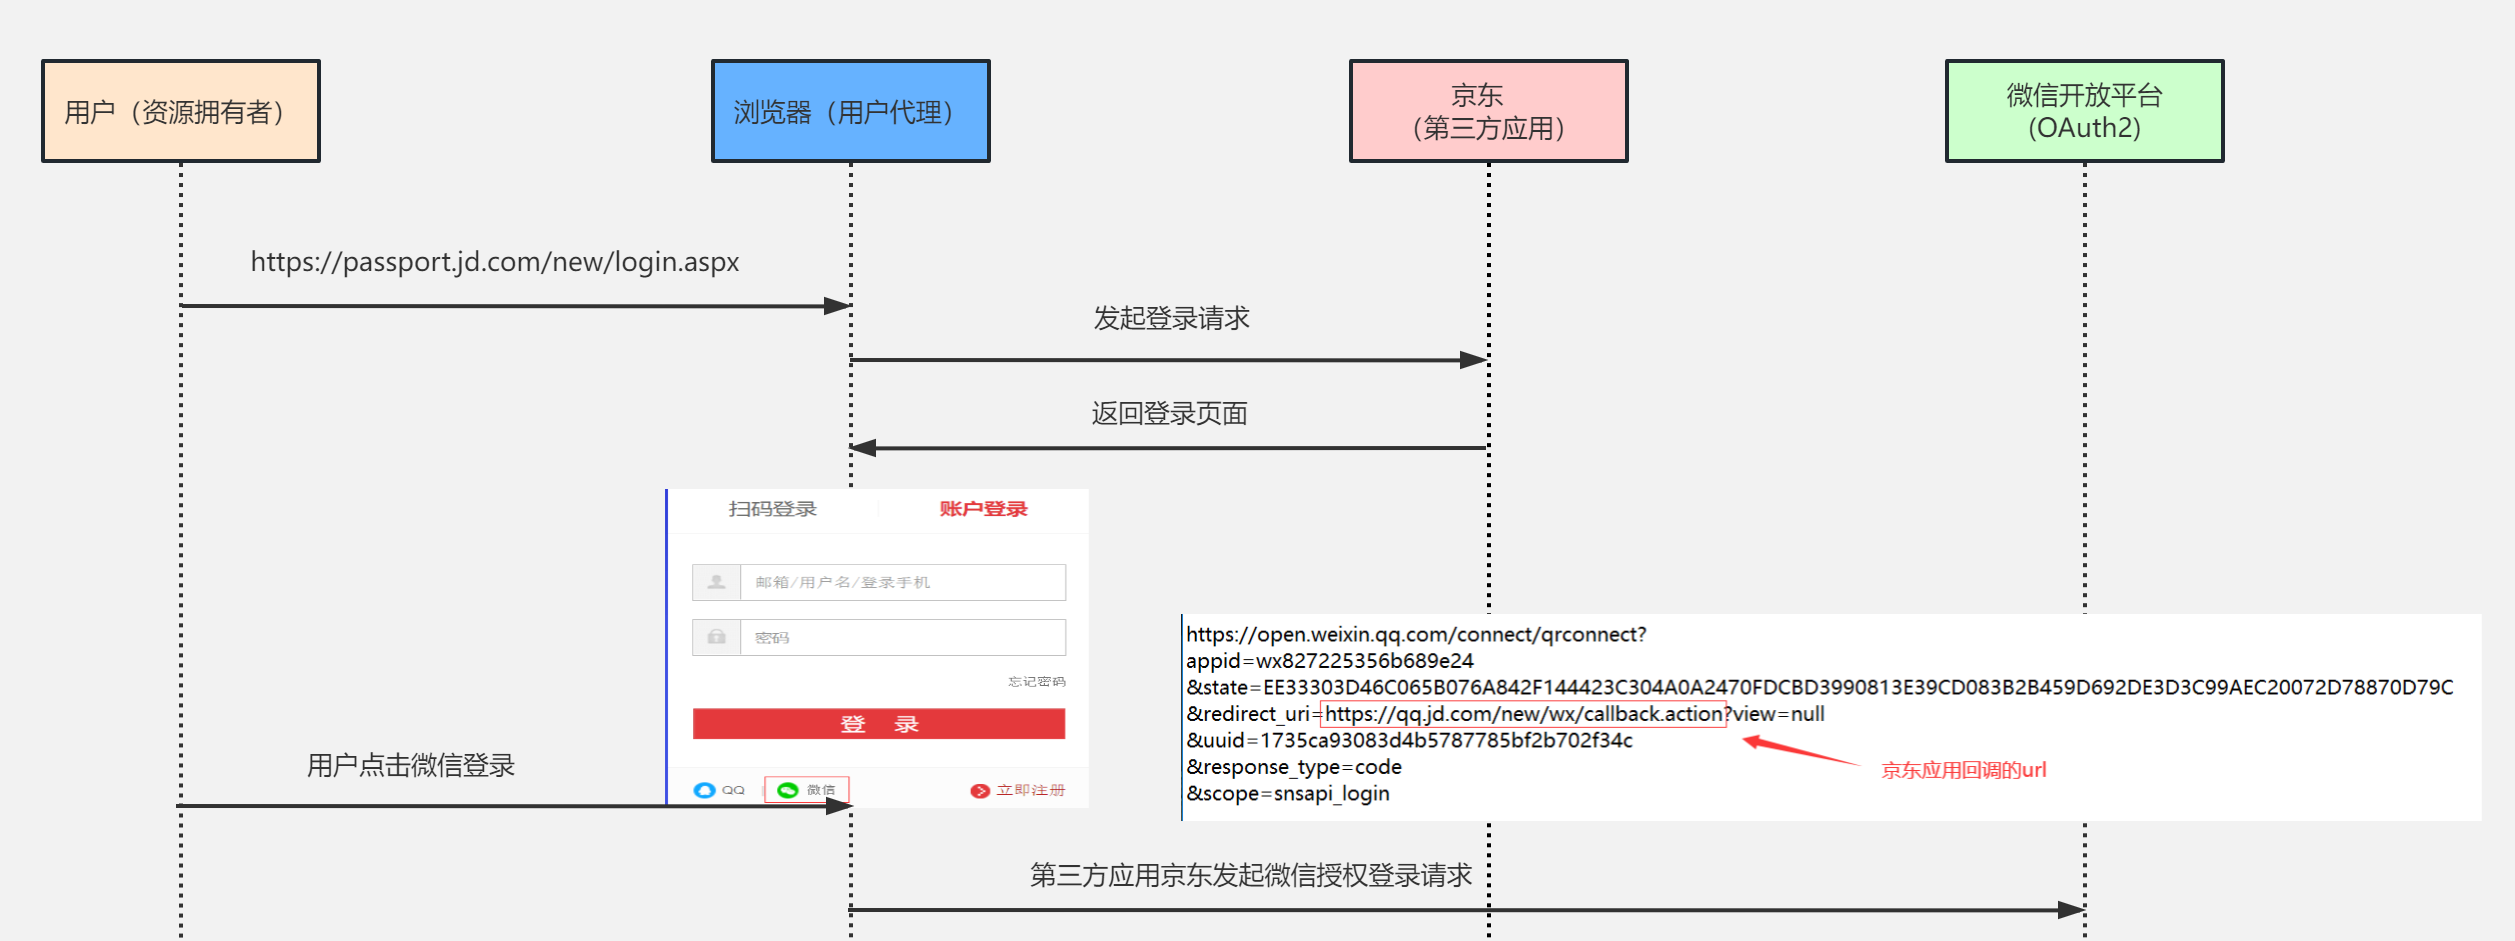 用户（资源拥有者）
浏览器（用户代理）
京东
（第三方应用）
微信开放平台
(OAuth2)
https://passport.jd.com/new/login.aspx
发起登录请求
返回登录页面
扫码登录
账户登录
邮箱/用户名/登录手机
密码
忘记密码
登 录
QQ
微信
立即注册
用户点击微信登录
https://open.weixin.qq.com/connect/qrconnect?
appid=wx827225356b689e24
&state=EE33303D46C065B076A842F144423C304A0A2470FDCBD3990813E39CD083B2B459D692DE3D3C99AEC20072D78870D79C
&redirect_uri=https://qq.jd.com/new/wx/callback.action?view=null
&uuid=1735ca93083d4b5787785bf2b702f34c
&response_type=code
&scope=snsapi_login
京东应用回调的url
第三方应用京东发起微信授权登录请求